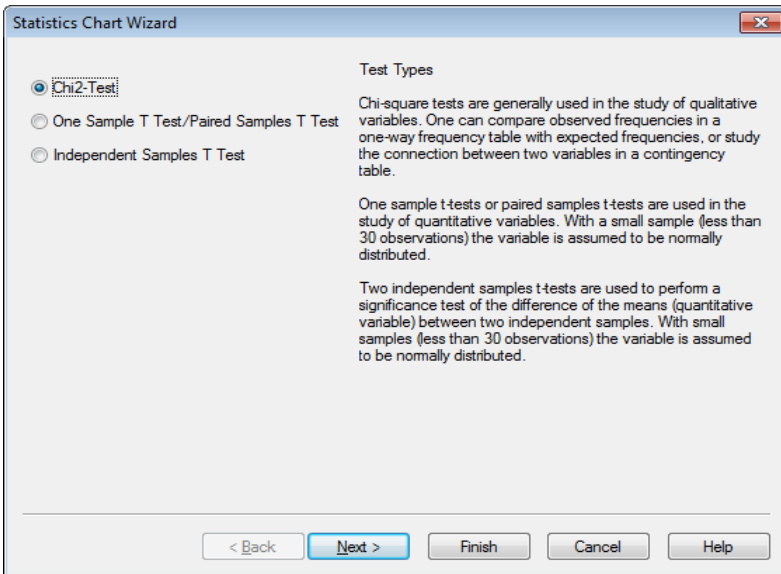 Statistics Chart Wizard
Chi2-Test
One Sample T Test/Paired Samples T Test
Independent Samples T Test
Test Types
Chi-square tests are generally used in the study of qualitative
variables. One can compare observed frequencies in a
one-way frequency table with expected frequencies, or study
the connection between two variables in a contingency
table.
One sample t-tests or paired samples t-tests are used in the
study of quantitative variables. With a small sample (less than
30 observations) the variable is assumed to be normally
distributed.
Two independent samples t-tests are used to perform a
significance test of the difference of the means (quantitative
variable) between two independent samples. With small
samples (less than 30 observations) the variable is assumed
to be normally distributed.
< Back Next > Finish Cancel Help